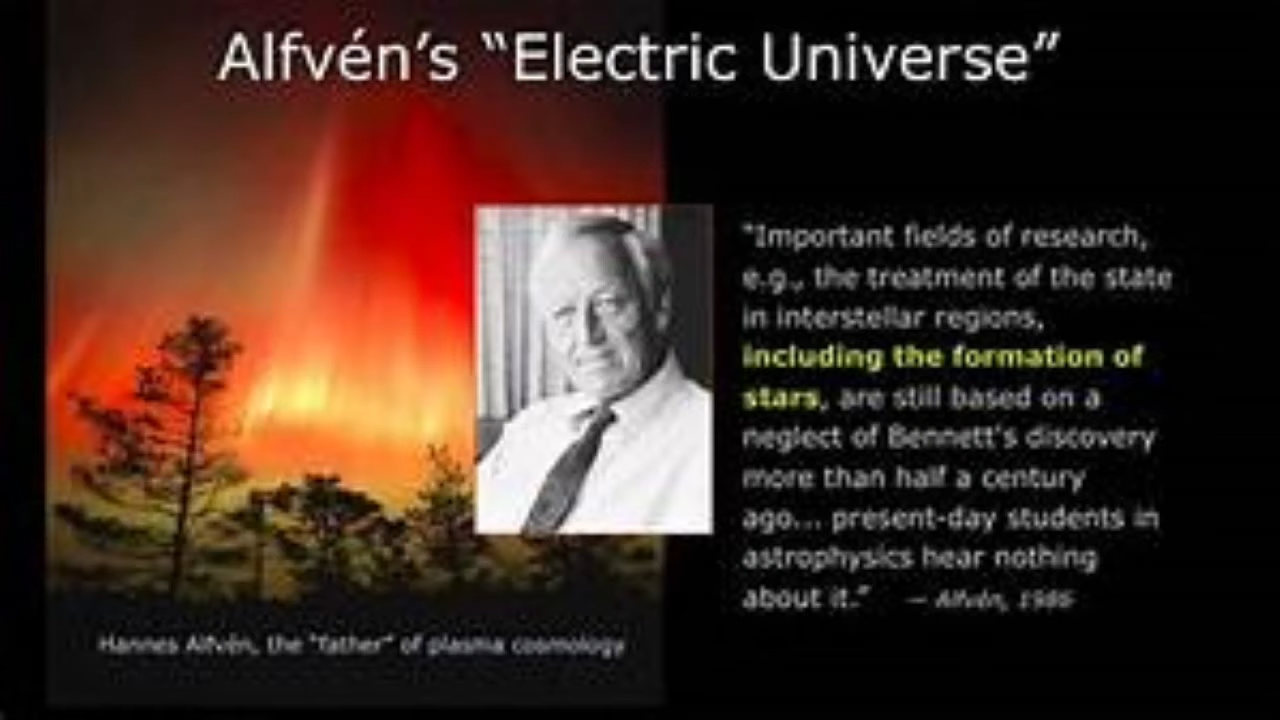 Alfvén’s “Electric Universe”
“Important fields of research,
e.g., the treatment of the state
in interstellar regions,
including the formation of
stars, are still based on a
neglect of Bennett’s discovery
more than half a century
ago... present-day students in
astrophysics hear nothing
about it.” — Alfvén, 1986
Hannes Alfvén, the “father” of plasma cosmology